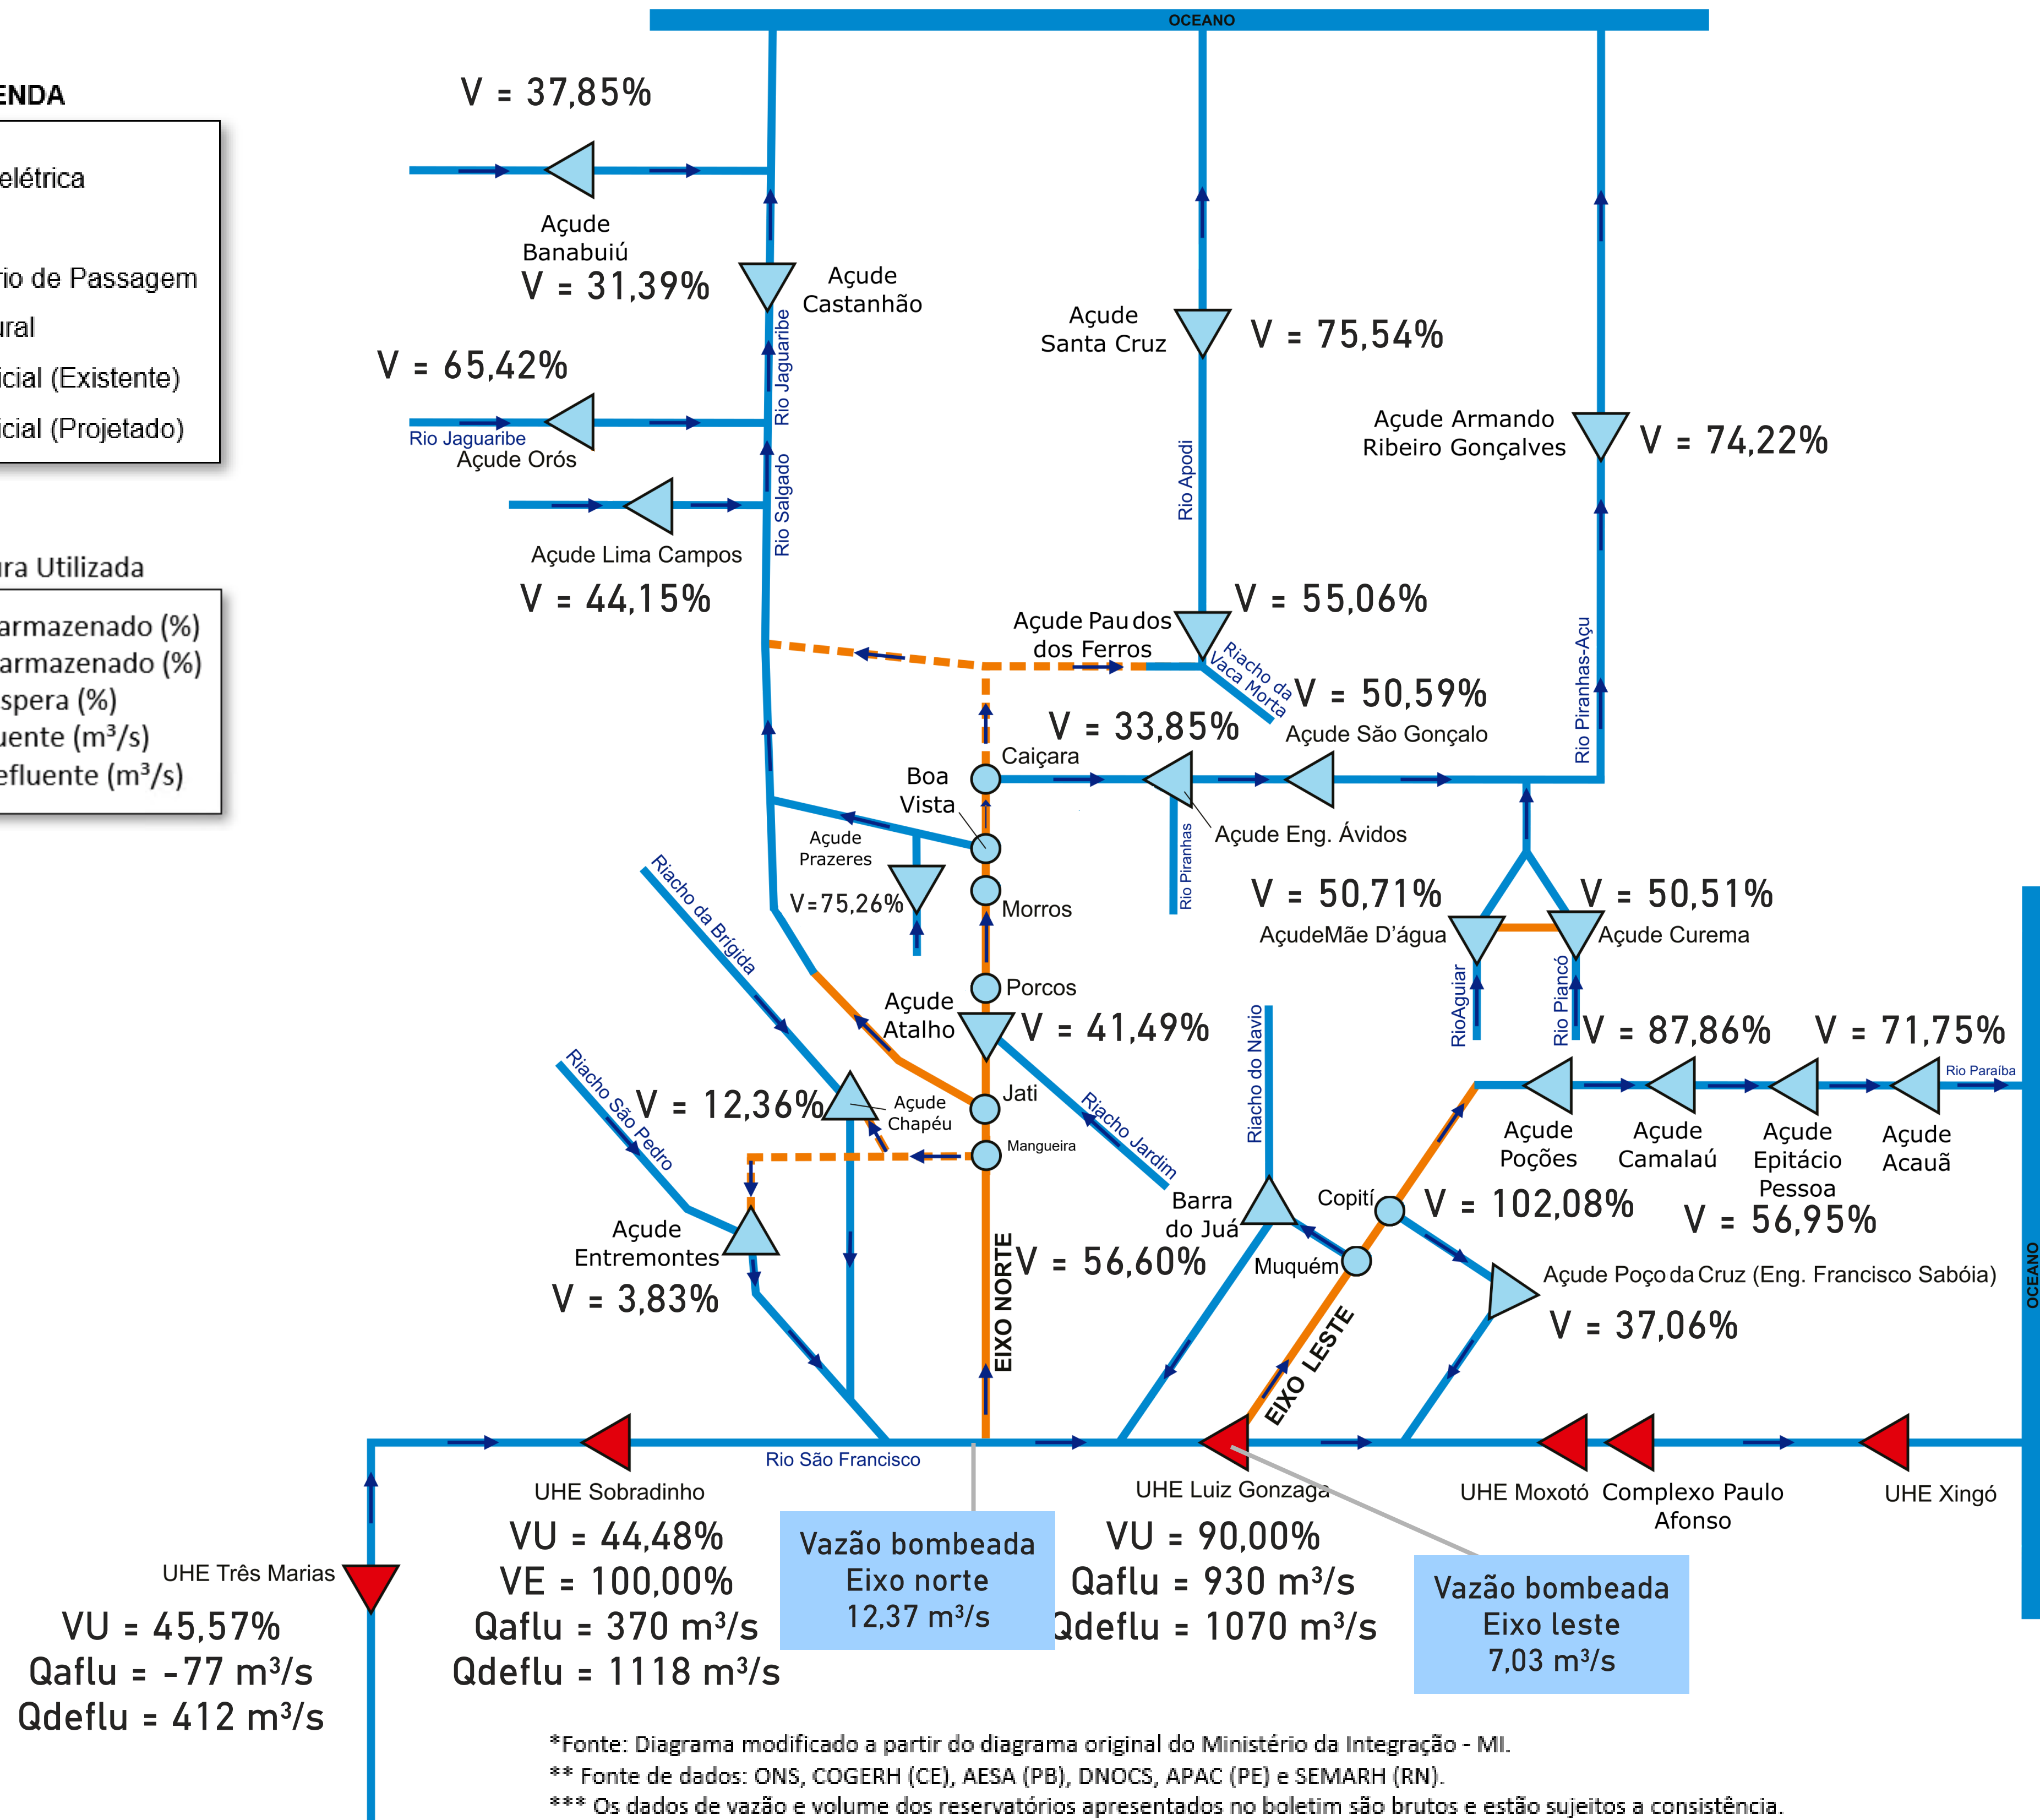 OCEANO
V = 37,85%
ENDA
elétrica
rio de Passagem
ural
icial (Existente)
icial (Projetado)
Açude
Banabuiú
V = 31,39%
Açude
Castanhão
Rio Jaguaribe
Açude
Santa Cruz
V = 75,54%
V = 65,42%
Rio Jaguaribe
Açude Orós
Açude Armando
Ribeiro Gonçalves
V = 74,22%
Rio Apodi
Rio Salgado
Açude Lima Campos
V = 44,15%
ura Utilizada
armazenado (%)
armazenado (%)
spera (%)
uente (m³/s)
efluente (m³/s)
V = 55,06%
Açude Pau dos
dos Ferros
Riacho da
Vaca Morta
V = 50,59%
Açude São Gonçalo
V = 33,85%
Rio Piranhas-Açu
Caiçara
Boa
Vista
Açude Eng. Ávidos
Rio Piranhas
Açude
Prazeres
V=75,26%
Morros
Riacho da Brígida
V = 50,71%
AçudeMãe D'água
V = 50,51%
Açude Curema
RioAguiar
Rio Piancó
Porcos
Açude
Atalho
V = 41,49%
Riacho do Navio
V = 87,86%
V = 71,75%
Rio Paraíba
Riacho São Pedro
V = 12,36%
Açude
Chapéu
Jati
Mangueira
Riacho Jardim
Açude
Poções
Açude
Camalaú
Açude
Epitácio
Pessoa
Açude
Acauã
V = 102,08%
V = 56,95%
Barra
do Juá
Copití
Muquém
V = 56,60%
Açude
Entremontes
V = 3,83%
EIXO NORTE
EIXO LESTE
Açude Poço da Cruz (Eng. Francisco Sabóia)
V = 37,06%
OCEANO
Rio São Francisco
UHE Sobradinho
VU = 44,48%
VE = 100,00%
Qaflu = 370 m³/s
Qdeflu = 1118 m³/s
Vazão bombeada
Eixo norte
12,37 m³/s
UHE Luiz Gonzaga
VU = 90,00%
Qaflu = 930 m³/s
Qdeflu = 1070 m³/s
Vazão bombeada
Eixo leste
7,03 m³/s
UHE Moxotó
Complexo Paulo
Afonso
UHE Xingó
UHE Três Marias
VU = 45,57%
Qaflu = -77 m³/s
Qdeflu = 412 m³/s
*Fonte: Diagrama modificado a partir do diagrama original do Ministério da Integração - MI.
** Fonte de dados: ONS, COGERH (CE), AESA (PB), DNOCS, APAC (PE) e SEMARH (RN).
*** Os dados de vazão e volume dos reservatórios apresentados no boletim são brutos e estão sujeitos a consistência.